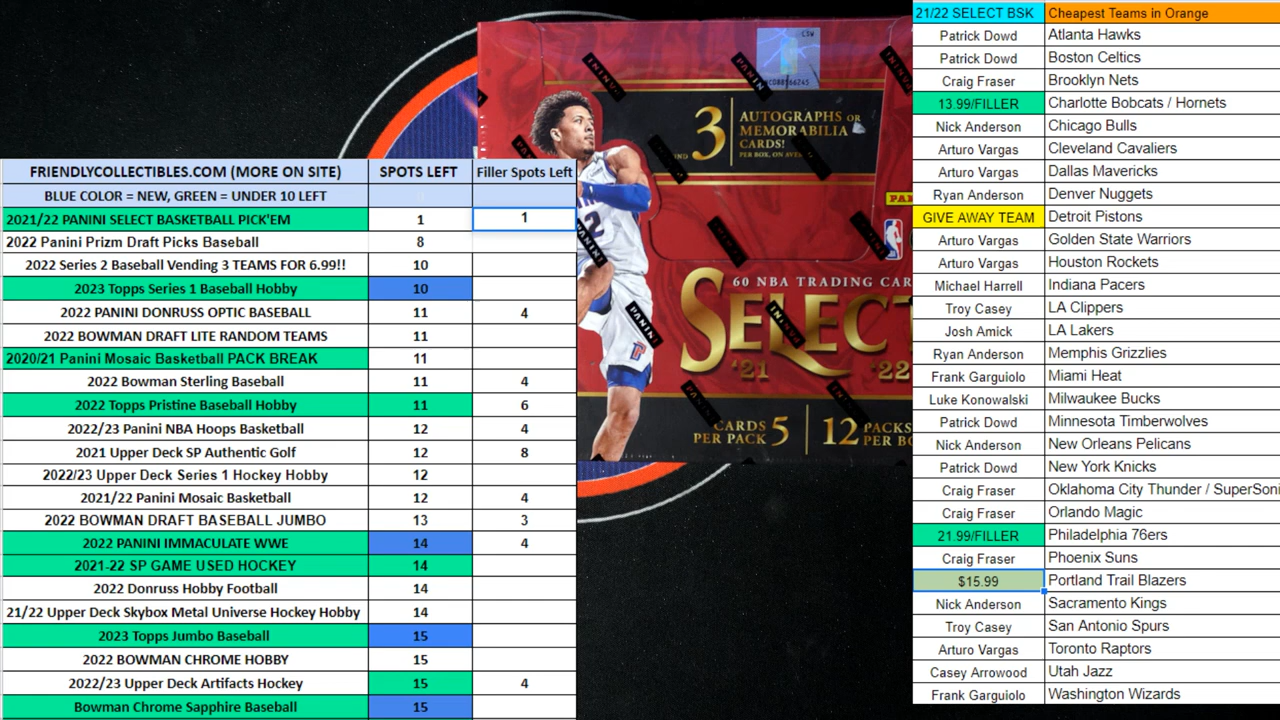 FRIENDLYCOLLECTIBLES.COM (MORE ON SITE) SPOTS LEFT Filler Spots Left
BLUE COLOR = NEW, GREEN = UNDER 10 LEFT 0
2021/22 PANINI SELECT BASKETBALL PICK'EM 1 1
2022 Panini Prizm Draft Picks Baseball 8
2022 Series 2 Baseball Vending 3 TEAMS FOR 6.99!! 10
2023 Topps Series 1 Baseball Hobby 10
2022 PANINI DONRUSS OPTIC BASEBALL 11 4
2022 BOWMAN DRAFT LITE RANDOM TEAMS 11
2020/21 Panini Mosaic Basketball PACK BREAK 11
2022 Bowman Sterling Baseball 11 4
2022 Topps Pristine Baseball Hobby 11 6
2022/23 Panini NBA Hoops Basketball 12 4
2021 Upper Deck SP Authentic Golf 12 8
2022/23 Upper Deck Series 1 Hockey Hobby 12
2021/22 Panini Mosaic Basketball 12 4
2022 BOWMAN DRAFT BASEBALL JUMBO 13 3
2022 PANINI IMMACULATE WWE 14 4
2021-22 SP GAME USED HOCKEY 14
2022 Donruss Hobby Football 14
21/22 Upper Deck Skybox Metal Universe Hockey Hobby 14
2023 Topps Jumbo Baseball 15
2022 BOWMAN CHROME HOBBY 15
2022/23 Upper Deck Artifacts Hockey 15 4
Bowman Chrome Sapphire Baseball 15
3 AUTOGRAPHS OR
MEMORABILIA
CARDS!
PER BOX, ON AVE
60 NBA TRADING CAR
SELECT
'21 '22
CARDS
PER PACK 5
12 PACKS
PER BO
PANINI
PANINI
PANINI
PANINI
21/22 SELECT BSK Cheapest Teams in Orange
Patrick Dowd Atlanta Hawks
Patrick Dowd Boston Celtics
Craig Fraser Brooklyn Nets
13.99/FILLER Charlotte Bobcats / Hornets
Nick Anderson Chicago Bulls
Arturo Vargas Cleveland Cavaliers
Arturo Vargas Dallas Mavericks
Ryan Anderson Denver Nuggets
GIVE AWAY TEAM Detroit Pistons
Arturo Vargas Golden State Warriors
Arturo Vargas Houston Rockets
Michael Harrell Indiana Pacers
Troy Casey LA Clippers
Josh Amick LA Lakers
Ryan Anderson Memphis Grizzlies
Frank Garguiolo Miami Heat
Luke Konowalski Milwaukee Bucks
Patrick Dowd Minnesota Timberwolves
Nick Anderson New Orleans Pelicans
Patrick Dowd New York Knicks
Craig Fraser Oklahoma City Thunder / SuperSoni
Craig Fraser Orlando Magic
21.99/FILLER Philadelphia 76ers
Craig Fraser Phoenix Suns
$15.99 Portland Trail Blazers
Nick Anderson Sacramento Kings
Troy Casey San Antonio Spurs
Arturo Vargas Toronto Raptors
Casey Arrowood Utah Jazz
Frank Garguiolo Washington Wizards